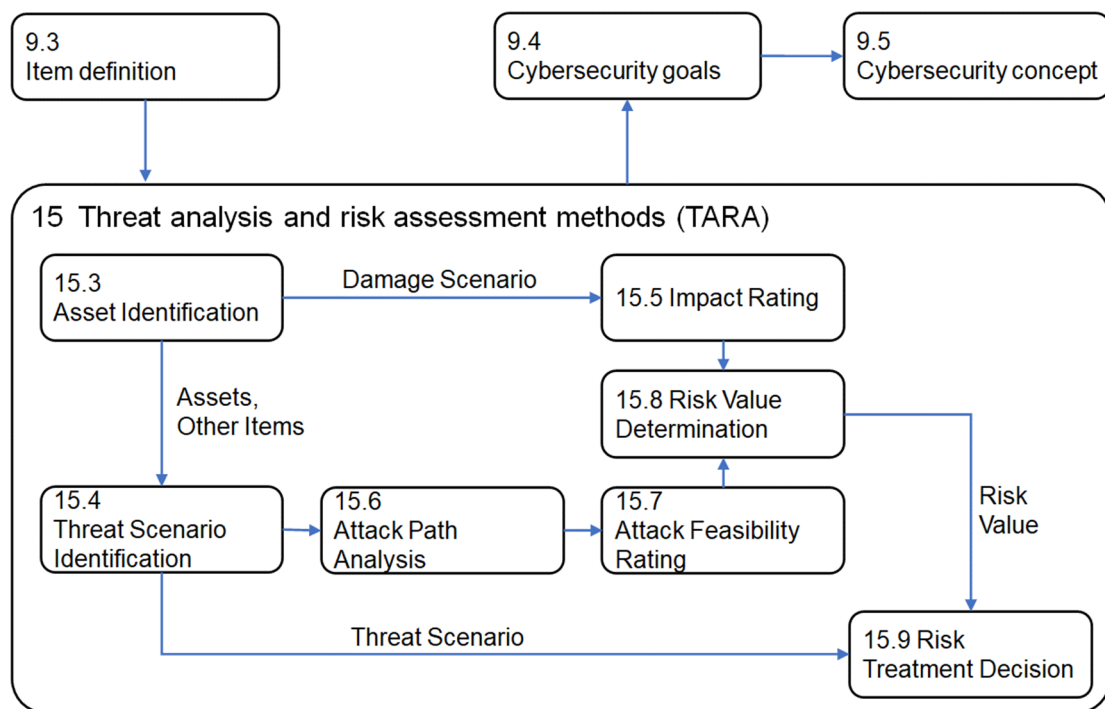 9.3
Item definition
9.4
Cybersecurity goals
9.5
Cybersecurity concept
15 Threat analysis and risk assessment methods (TARA)
15.3
Asset Identification
Damage Scenario
15.5 Impact Rating
Assets,
Other Items
15.8 Risk Value
Determination
15.4
Threat Scenario
Identification
15.6
Attack Path
Analysis
15.7
Attack Feasibility
Rating
Risk
Value
Threat Scenario
15.9 Risk
Treatment Decision